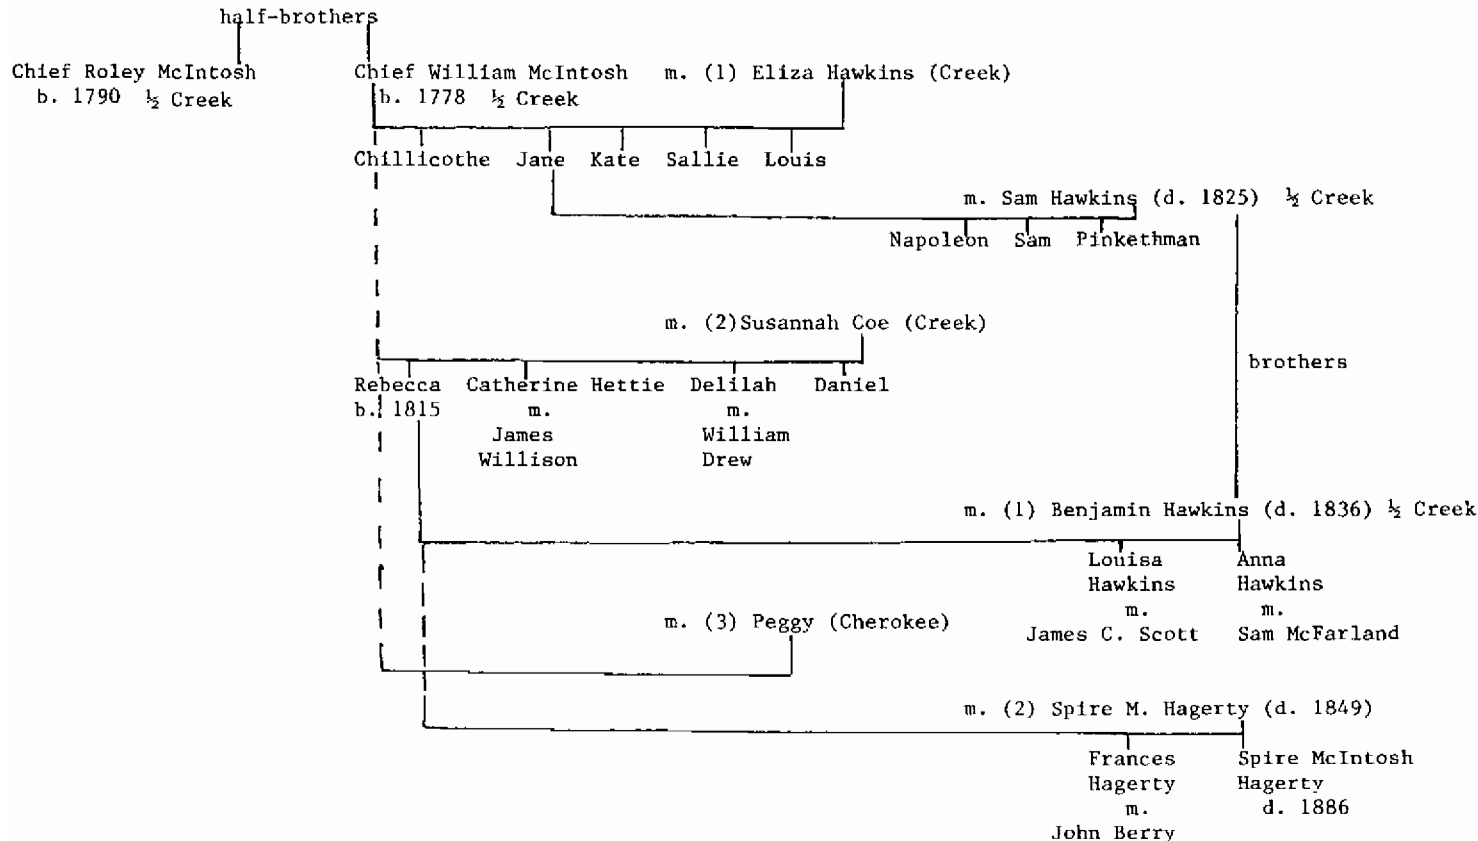 half-brothers
Chief Roley McIntosh    Chief William McIntosh   m. (1) Eliza Hawkins (Creek)
b. 1790  ½ Creek    b. 1778  ½ Creek
Chillicothe  Jane  Kate  Sallie  Louis
m. Sam Hawkins (d. 1825)  ½ Creek
Napoleon  Sam  Pinkethman
m. (2)Susannah Coe (Creek)
brothers
Rebecca  Catherine Hettie  Delilah  Daniel
b. 1815  m.  m.
James  William
Willison  Drew
m. (1) Benjamin Hawkins (d. 1836) ½ Creek
Louisa  Anna
Hawkins  Hawkins
m.  m.
James C. Scott  Sam McFarland
m. (3) Peggy (Cherokee)
m. (2) Spire M. Hagerty (d. 1849)
Frances  Spire McIntosh
Hagerty  Hagerty
m.  d. 1886
John Berry